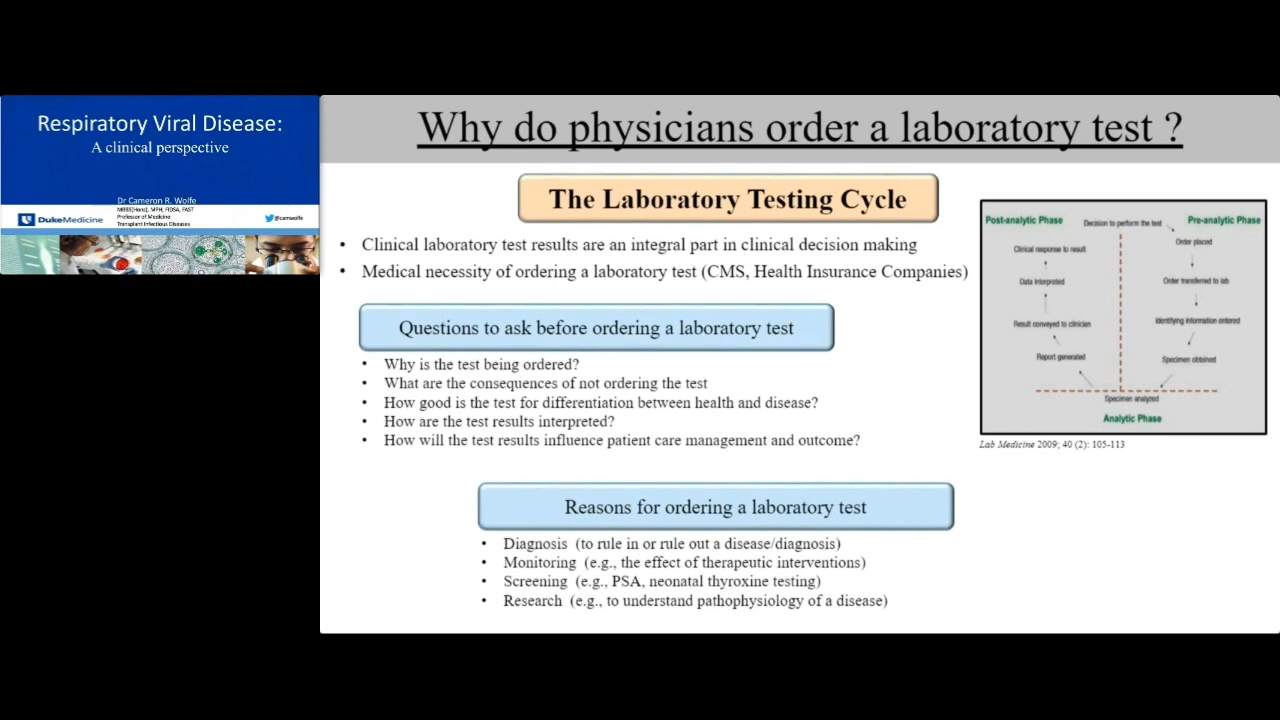 Respiratory Viral Disease:
A clinical perspective
Dr Cameron R. Wolfe
MBBS(Hons), MPH, FIDSA, FAST
Professor of Medicine
Transplant Infectious Diseases
DukeMedicine
@camwolfe
Why do physicians order a laboratory test ?
The Laboratory Testing Cycle
• Clinical laboratory test results are an integral part in clinical decision making
• Medical necessity of ordering a laboratory test (CMS, Health Insurance Companies)
Questions to ask before ordering a laboratory test
• Why is the test being ordered?
• What are the consequences of not ordering the test
• How good is the test for differentiation between health and disease?
• How are the test results interpreted?
• How will the test results influence patient care management and outcome?
Reasons for ordering a laboratory test
• Diagnosis (to rule in or rule out a disease/diagnosis)
• Monitoring (e.g., the effect of therapeutic interventions)
• Screening (e.g., PSA, neonatal thyroxine testing)
• Research (e.g., to understand pathophysiology of a disease)
Post-analytic Phase
Decision to perform the test
Pre-analytic Phase
Clinical response to result
Order placed
Data interpreted
Order transferred to lab
Result conveyed to clinician
Identifying information entered
Report generated
Specimen obtained
Specimen analyzed
Analytic Phase
Lab Medicine 2009; 40 (2): 105-113